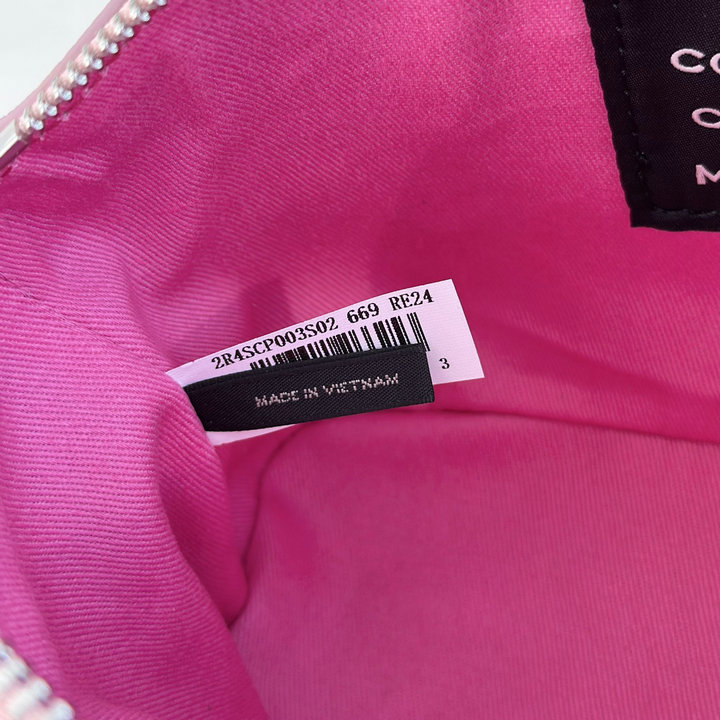 CO
C
M
2R4SCP003S02 669 RE24
3
MADE IN VIETNAM